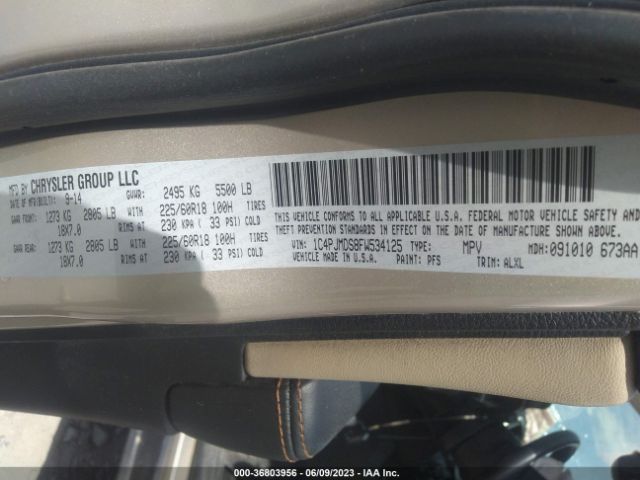 MFD BY CHRYSLER GROUP LLC
DATE OF MFR(BUILT): 9-14 GVWR: 2495 KG 5500 LB
GAWR FRONT: 1273 KG 2805 LB WITH 225/60R18 100H TIRES
18X7.0 RIMS AT 230 KPA ( 33 PSI) COLD
GAWR REAR: 1273 KG 2805 LB WITH 225/60R18 100H TIRES
18X7.0 RIMS AT 230 KPA ( 33 PSI) COLD
THIS VEHICLE CONFORMS TO ALL APPLICABLE U.S.A. FEDERAL MOTOR VEHICLE SAFETY AND
THEFT PREVENTION STANDARDS IN EFFECT ON THE DATE OF MANUFACTURE SHOWN ABOVE.
VIN: 1C4PJMDS8FW534125 TYPE: MPV MDH: 091010 673AA
VEHICLE MADE IN U.S.A. PAINT: PFS TRIM: ALXL
000-36803956 - 06/09/2023 - IAA Inc.